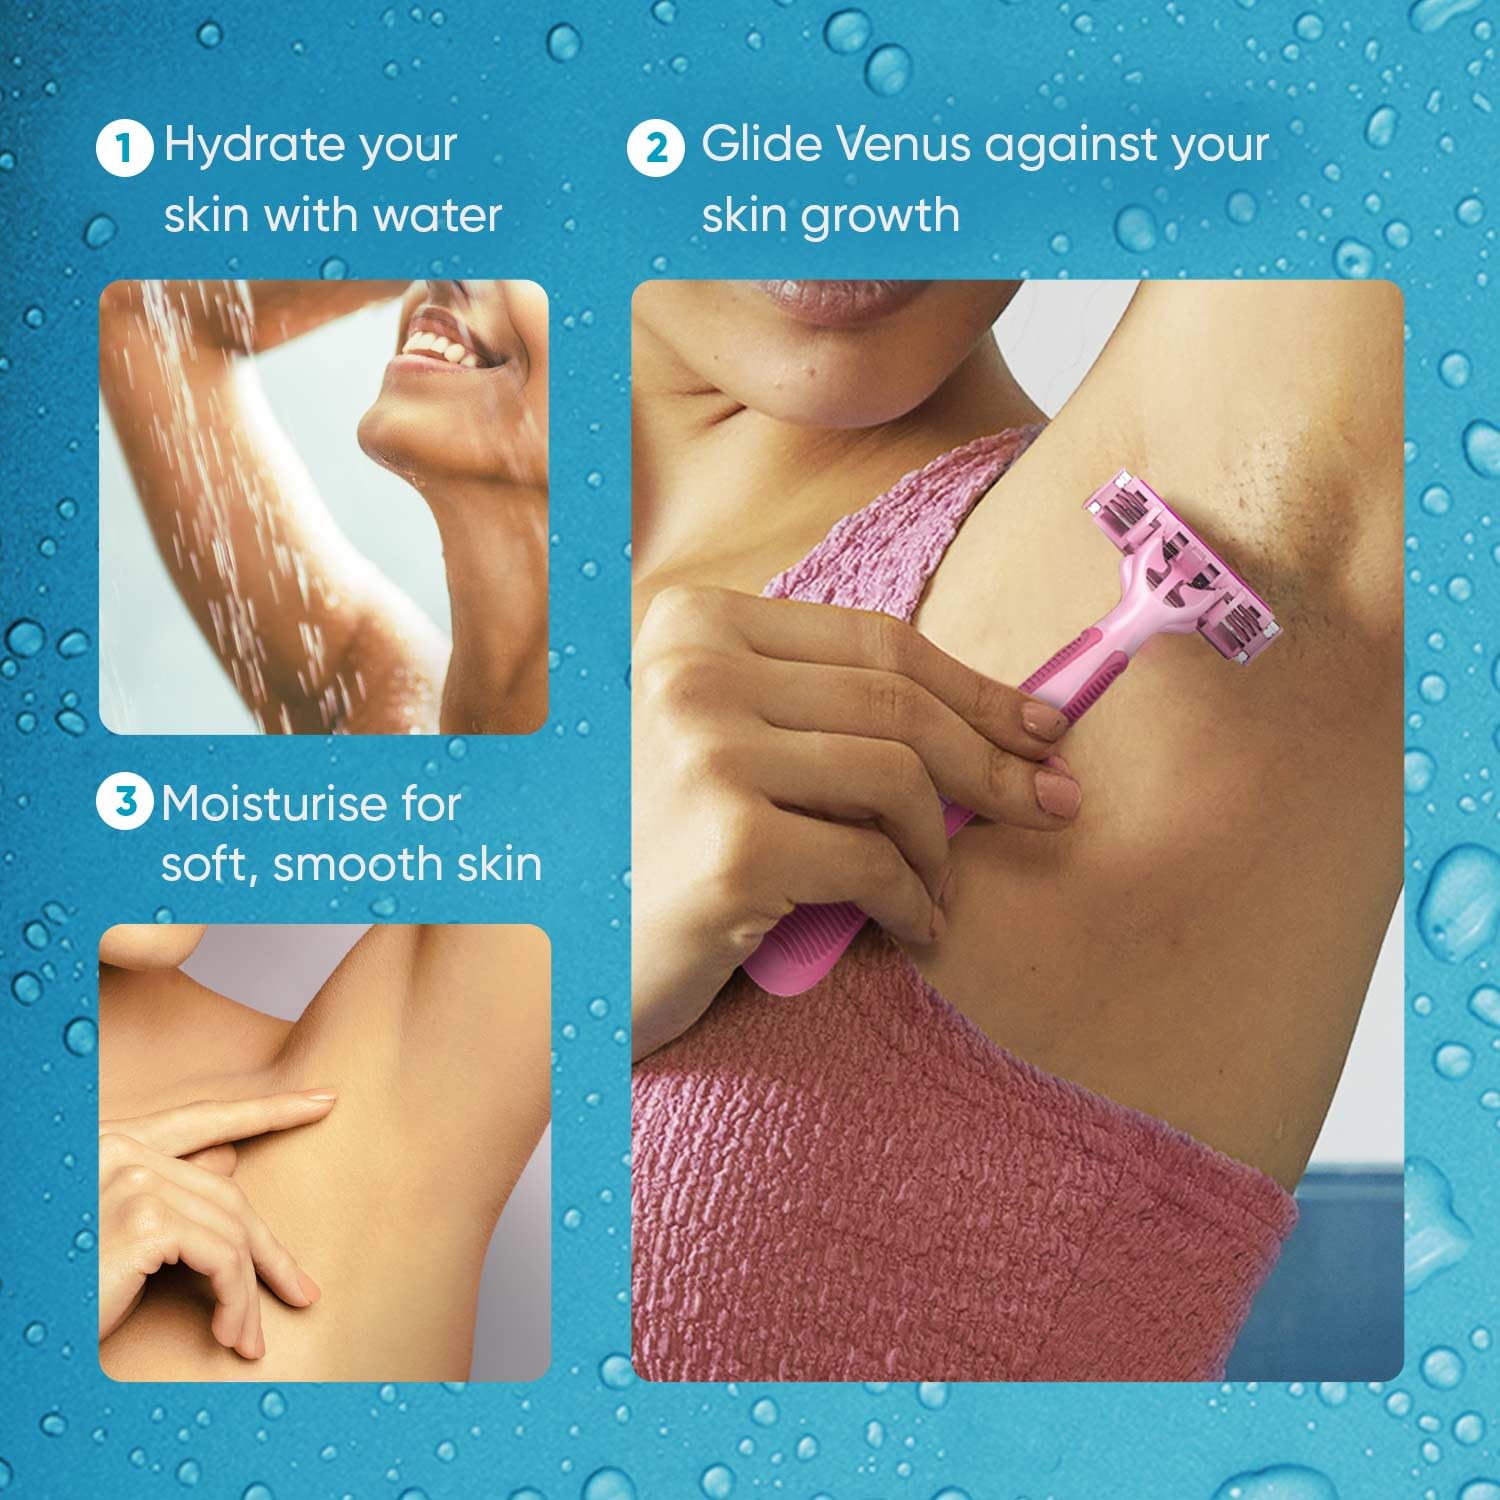 1 Hydrate your
skin with water
2 Glide Venus against your
skin growth
3 Moisturise for
soft, smooth skin